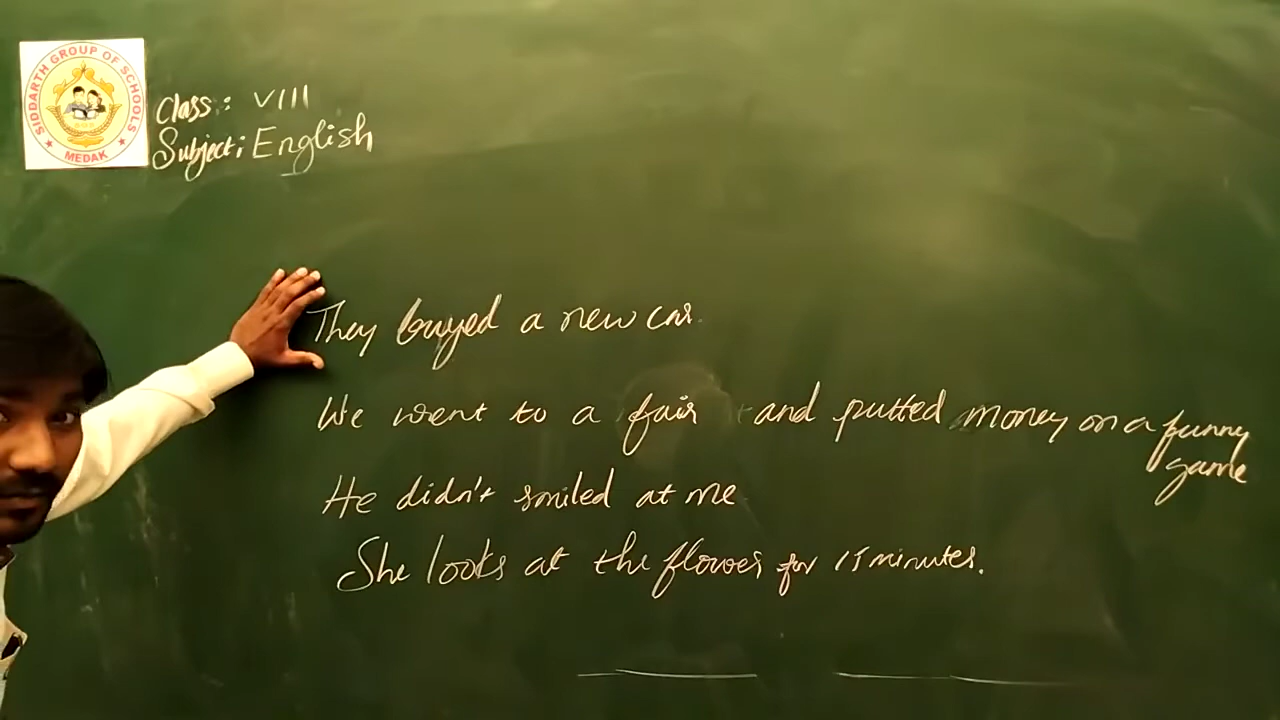 SIDDARTH GROUP OF SCHOOLS
MEDAK
Class: VIII
Subject: English
They buyed a new car.
We went to a fair and putted money on a funny
game
He didn't smiled at me
She looks at the flower for 15 minutes.